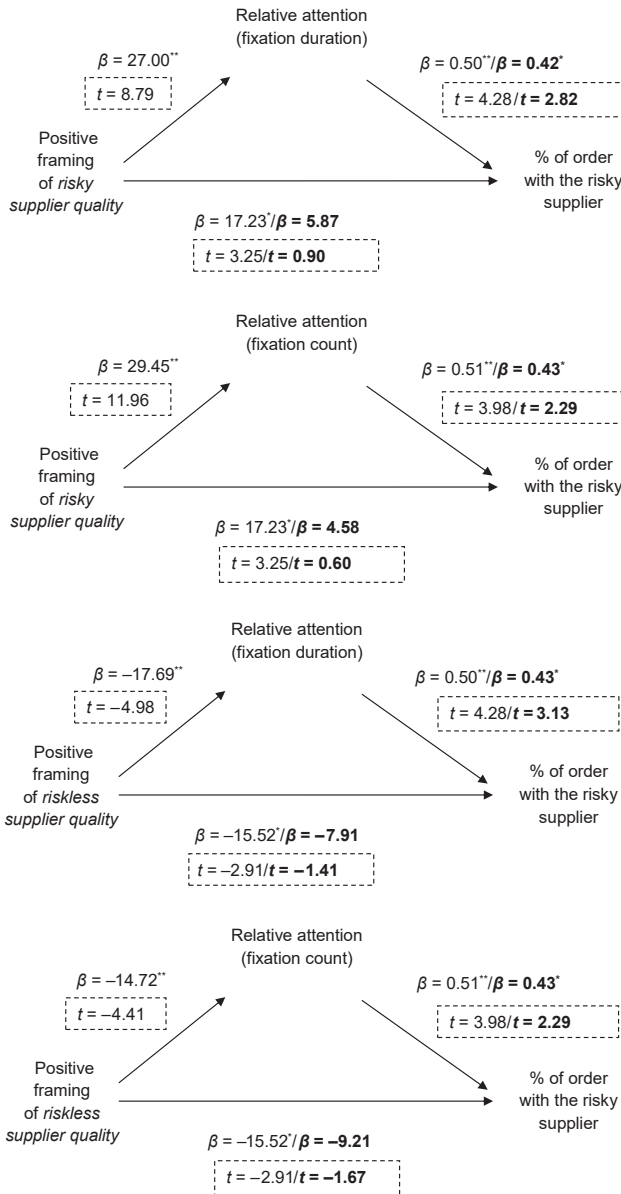 Relative attention
(fixation duration)
β = 27.00**
t = 8.79
β = 0.50**/β = 0.42*
t = 4.28/t = 2.82
Positive
framing
of risky
supplier quality
% of order
with the risky
supplier
β = 17.23*/β = 5.87
t = 3.25/t = 0.90
Relative attention
(fixation count)
β = 29.45**
t = 11.96
β = 0.51**/β = 0.43*
t = 3.98/t = 2.29
Positive
framing
of risky
supplier quality
% of order
with the risky
supplier
β = 17.23*/β = 4.58
t = 3.25/t = 0.60
Relative attention
(fixation duration)
β = –17.69**
t = –4.98
β = 0.50**/β = 0.43*
t = 4.28/t = 3.13
Positive
framing
of riskless
supplier quality
% of order
with the risky
supplier
β = –15.52*/β = –7.91
t = –2.91/t = –1.41
Relative attention
(fixation count)
β = –14.72**
t = –4.41
β = 0.51**/β = 0.43*
t = 3.98/t = 2.29
Positive
framing
of riskless
supplier quality
% of order
with the risky
supplier
β = –15.52*/β = –9.21
t = –2.91/t = –1.67